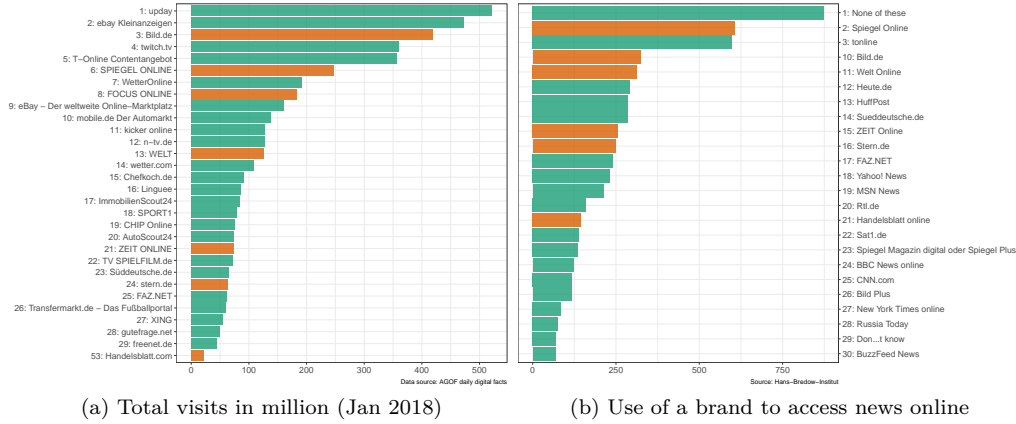 1: upday
2: ebay Kleinanzeigen
3: Bild.de
4: twitch.tv
5: T−Online Contentangebot
6: SPIEGEL ONLINE
7: WetterOnline
8: FOCUS ONLINE
9: eBay − Der weltweite Online−Marktplatz
10: mobile.de Der Automarkt
11: kicker online
12: n−tv.de
13: WELT
14: wetter.com
15: Chefkoch.de
16: Linguee
17: ImmobilienScout24
18: SPORT1
19: CHIP Online
20: AutoScout24
21: ZEIT ONLINE
22: TV SPIELFILM.de
23: Süddeutsche.de
24: stern.de
25: FAZ.NET
26: Transfermarkt.de − Das Fußballportal
27: XING
28: gutefrage.net
29: freenet.de
53: Handelsblatt.com
0 100 200 300 400 500
Data source: AGOF daily digital facts
(a) Total visits in million (Jan 2018)
1: None of these
2: Spiegel Online
3: tonline
10: Bild.de
11: Welt Online
12: Heute.de
13: HuffPost
14: Sueddeutsche.de
15: ZEIT Online
16: Stern.de
17: FAZ.NET
18: Yahoo! News
19: MSN News
20: Rtl.de
21: Handelsblatt online
22: Sat1.de
23: Spiegel Magazin digital oder Spiegel Plus
24: BBC News online
25: CNN.com
26: Bild Plus
27: New York Times online
28: Russia Today
29: Don...t know
30: BuzzFeed News
0 250 500 750
Source: Hans−Bredow−Institut
(b) Use of a brand to access news online